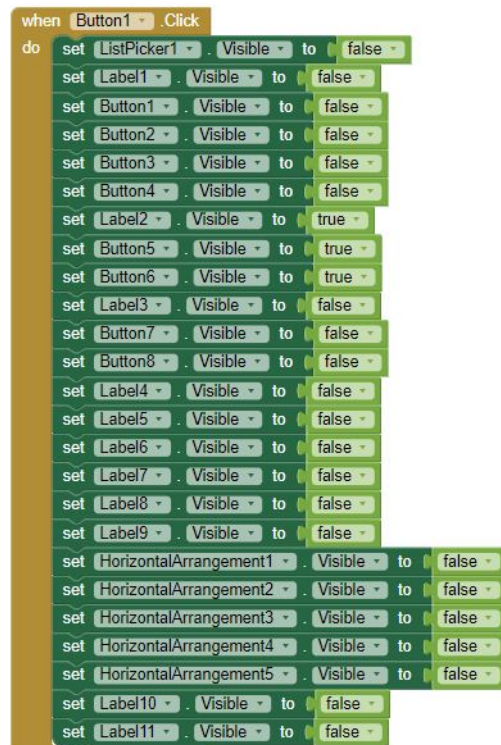 when Button1 .Click
do set ListPicker1 . Visible to false
set Label1 . Visible to false
set Button1 . Visible to false
set Button2 . Visible to false
set Button3 . Visible to false
set Button4 . Visible to false
set Label2 . Visible to true
set Button5 . Visible to true
set Button6 . Visible to true
set Label3 . Visible to false
set Button7 . Visible to false
set Button8 . Visible to false
set Label4 . Visible to false
set Label5 . Visible to false
set Label6 . Visible to false
set Label7 . Visible to false
set Label8 . Visible to false
set Label9 . Visible to false
set HorizontalArrangement1 . Visible to false
set HorizontalArrangement2 . Visible to false
set HorizontalArrangement3 . Visible to false
set HorizontalArrangement4 . Visible to false
set HorizontalArrangement5 . Visible to false
set Label10 . Visible to false
set Label11 . Visible to false